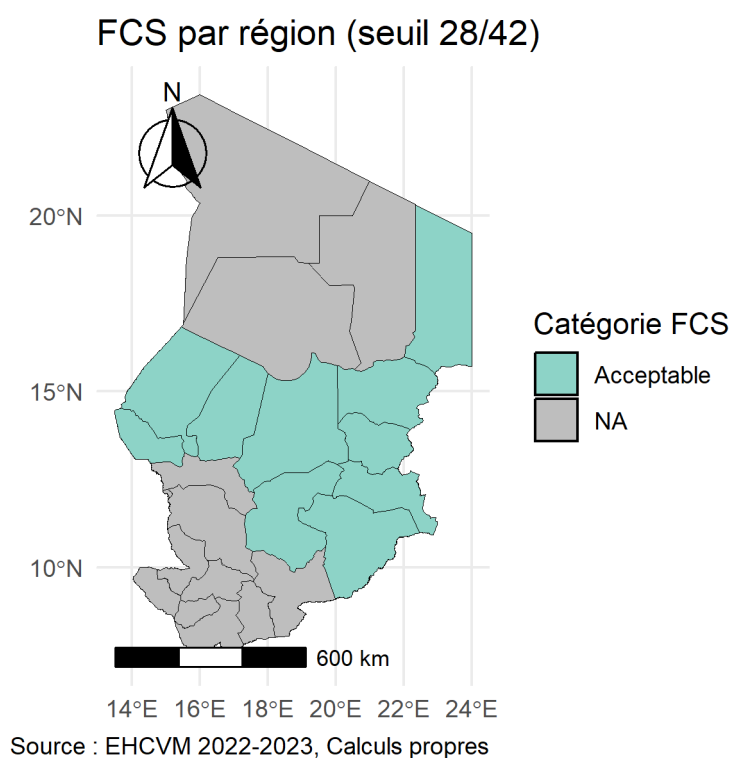 FCS par région (seuil 28/42)
N
20°N
15°N
10°N
Catégorie FCS
Acceptable
NA
600 km
14°E 16°E 18°E 20°E 22°E 24°E
Source : EHCVM 2022-2023, Calculs propres